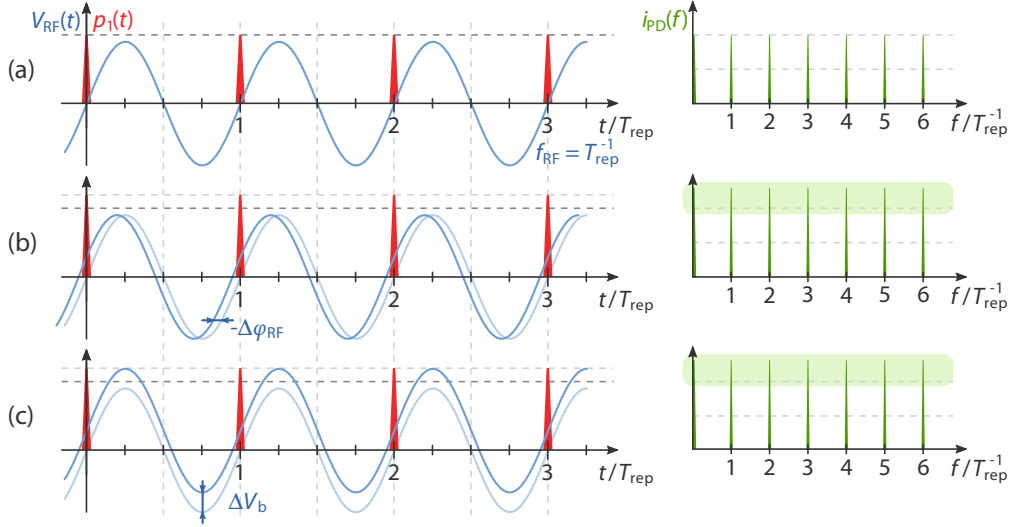 V_RF(t) p₁(t) i_PD(f)
(a)
1 2 3 t/T_rep 1 2 3 4 5 6 f/T_rep⁻¹
f_RF = T_rep⁻¹
(b)
1 2 3 t/T_rep 1 2 3 4 5 6 f/T_rep⁻¹
-Δφ_RF
(c)
1 2 3 t/T_rep 1 2 3 4 5 6 f/T_rep⁻¹
ΔV_b